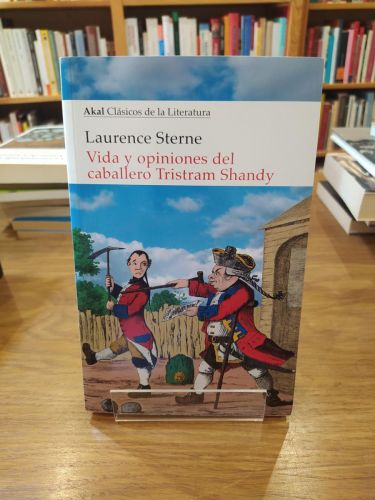 Akal Clásicos de la Literatura
Laurence Sterne
Vida y opiniones del
caballero Tristram Shandy